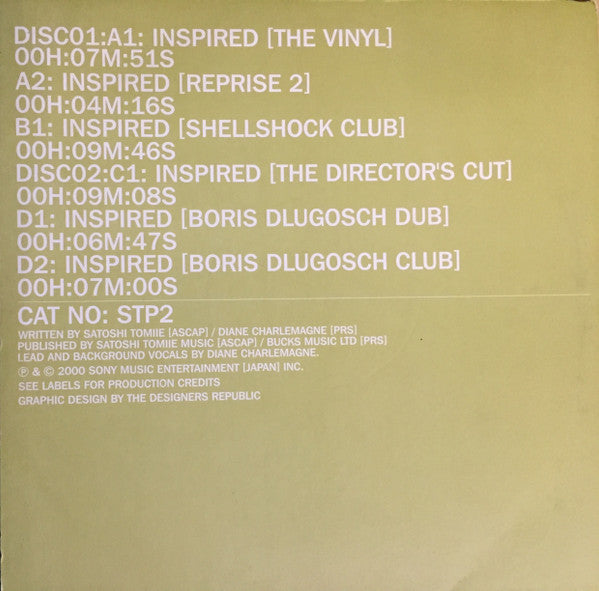 DISC01:A1: INSPIRED [THE VINYL]
00H:07M:51S
A2: INSPIRED [REPRISE 2]
00H:04M:16S
B1: INSPIRED [SHELLSHOCK CLUB]
00H:09M:46S
DISC02:C1: INSPIRED [THE DIRECTOR'S CUT]
00H:09M:08S
D1: INSPIRED [BORIS DLUGOSCH DUB]
00H:06M:47S
D2: INSPIRED [BORIS DLUGOSCH CLUB]
00H:07M:00S
CAT NO: STP2
WRITTEN BY SATOSHI TOMIIE [ASCAP] / DIANE CHARLEMAGNE [PRS]
PUBLISHED BY SATOSHI TOMIIE MUSIC [ASCAP] / BUCKS MUSIC LTD [PRS]
LEAD AND BACKGROUND VOCALS BY DIANE CHARLEMAGNE.
℗ & © 2000 SONY MUSIC ENTERTAINMENT [JAPAN] INC.
SEE LABELS FOR PRODUCTION CREDITS
GRAPHIC DESIGN BY THE DESIGNERS REPUBLIC